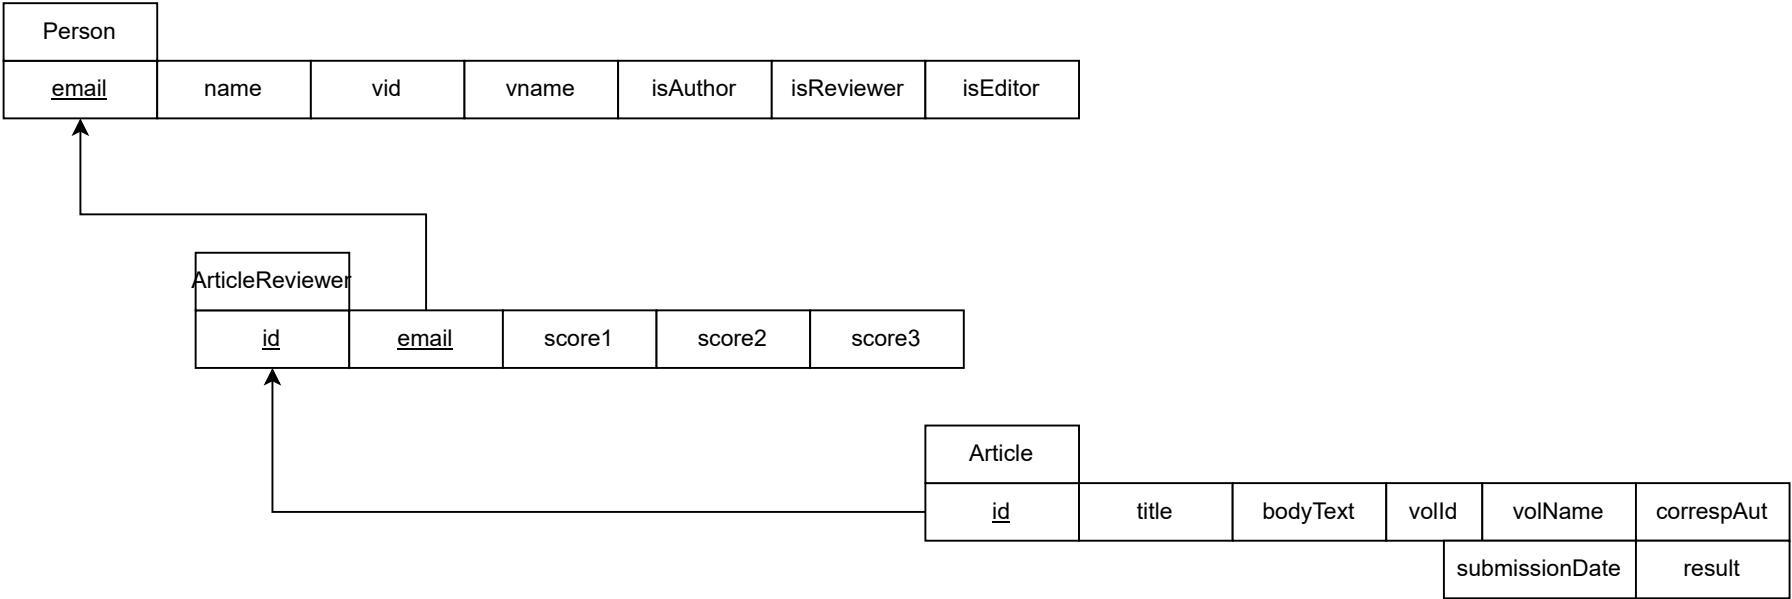 Person
email name vid vname isAuthor isReviewer isEditor
ArticleReviewer
id email score1 score2 score3
Article
id title bodyText volId volName correspAut
submissionDate result